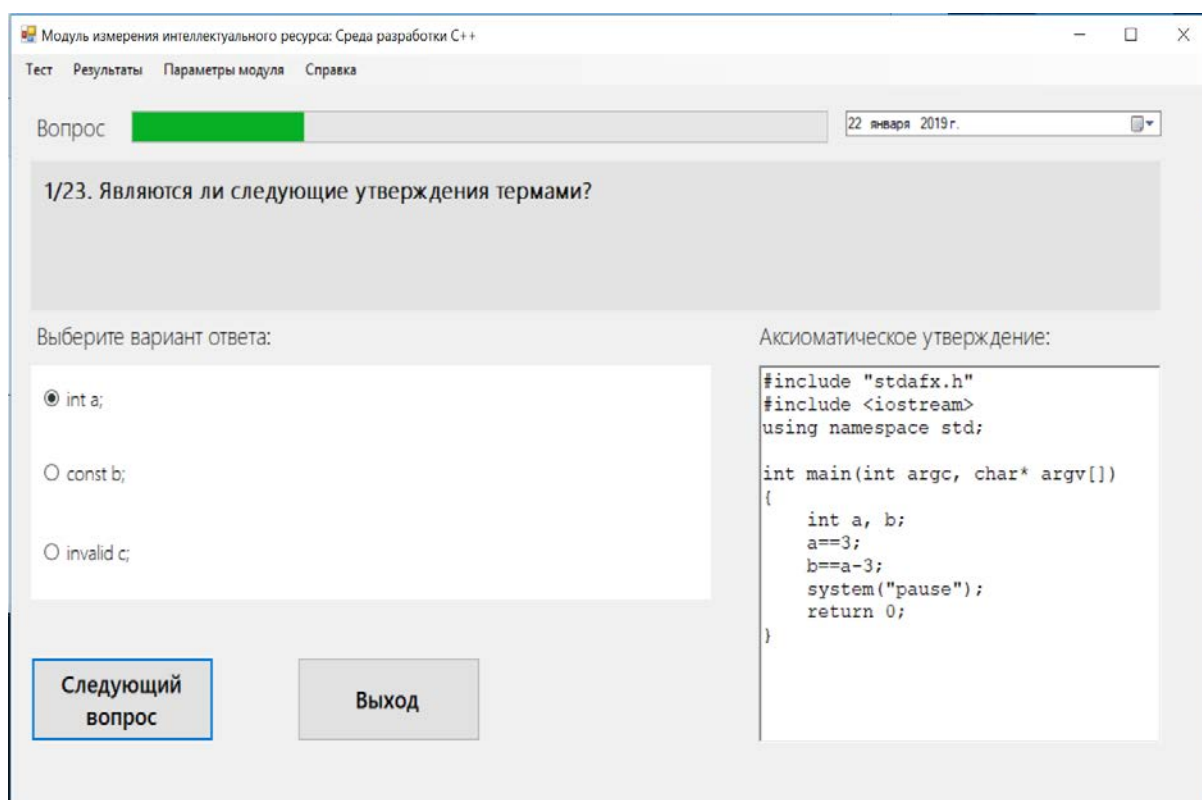 Модуль измерения интеллектуального ресурса: Среда разработки C++
Тест Результаты Параметры модуля Справка
Вопрос
22 января 2019 г.
1/23. Являются ли следующие утверждения термами?
Выберите вариант ответа:
int a;
const b;
invalid c;
Следующий
вопрос
Выход
Аксиоматическое утверждение:
#include "stdafx.h"
#include <iostream>
using namespace std;
int main(int argc, char* argv[])
{
int a, b;
a==3;
b==a-3;
system("pause");
return 0;
}